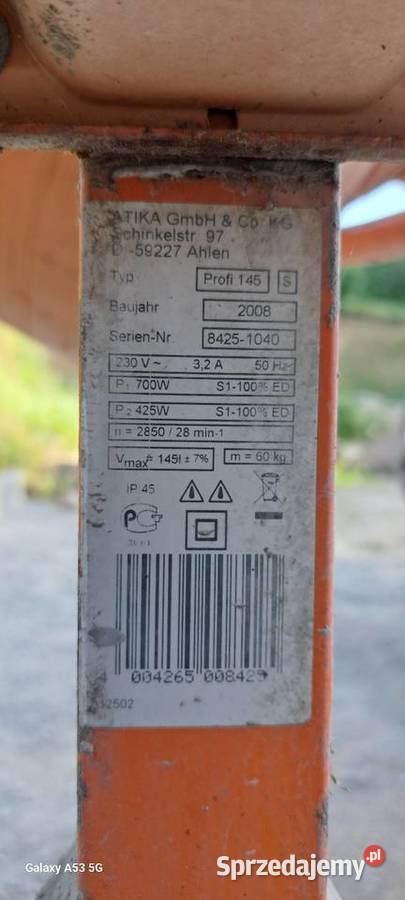 ATIKA GmbH & Co. KG
Schinkelstr. 97
D -59227 Ahlen
Typ Profi 145 S
Baujahr 2008
Serien-Nr. 8425-1040
230 V ~ 3,2 A 50 Hz
P1 700W S1-100% ED
P2 425W S1-100% ED
n = 2850 / 28 min-1
Vmax= 145l ± 7% m = 60 kg
IP 45
4 004265 008429
Galaxy A53 5G
Sprzedajemy.pl